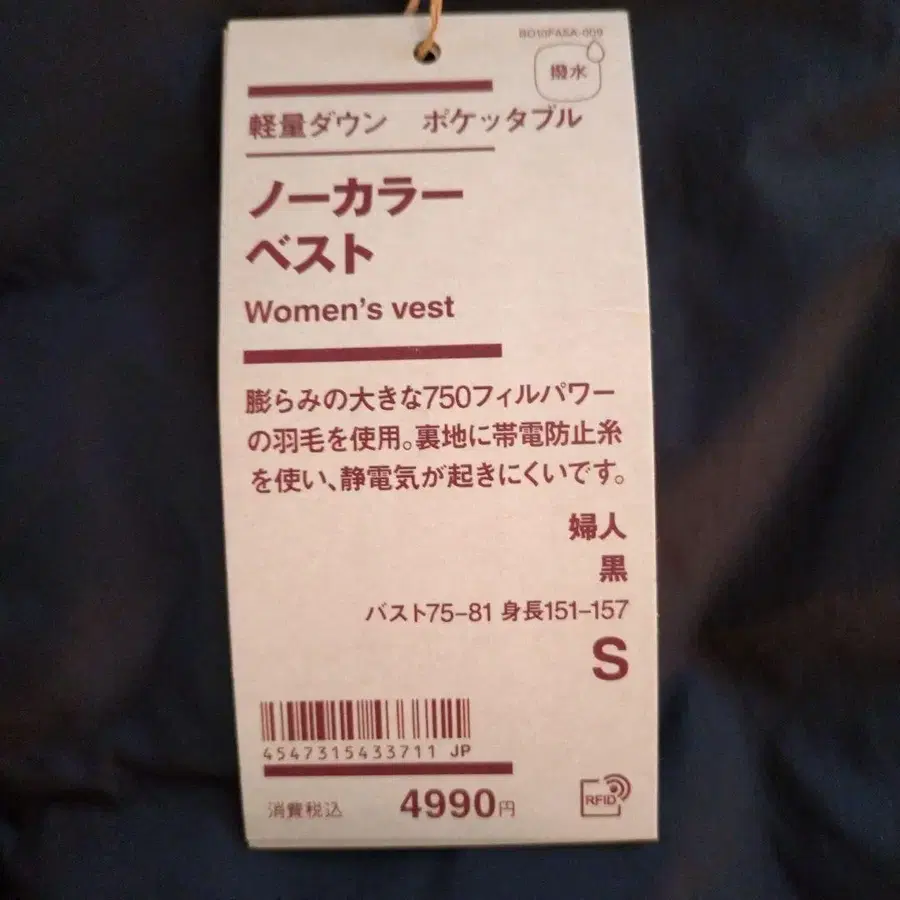 BD10FA5A-009
撥水
軽量ダウン　ポケッタブル
ノーカラー
ベスト
Women's vest
膨らみの大きな750フィルパワー
の羽毛を使用。裏地に帯電防止糸
を使い、静電気が起きにくいです。
婦人
黒
バスト75–81 身長151–157
S
4547315433711 JP
消費税込 4990円
RFID